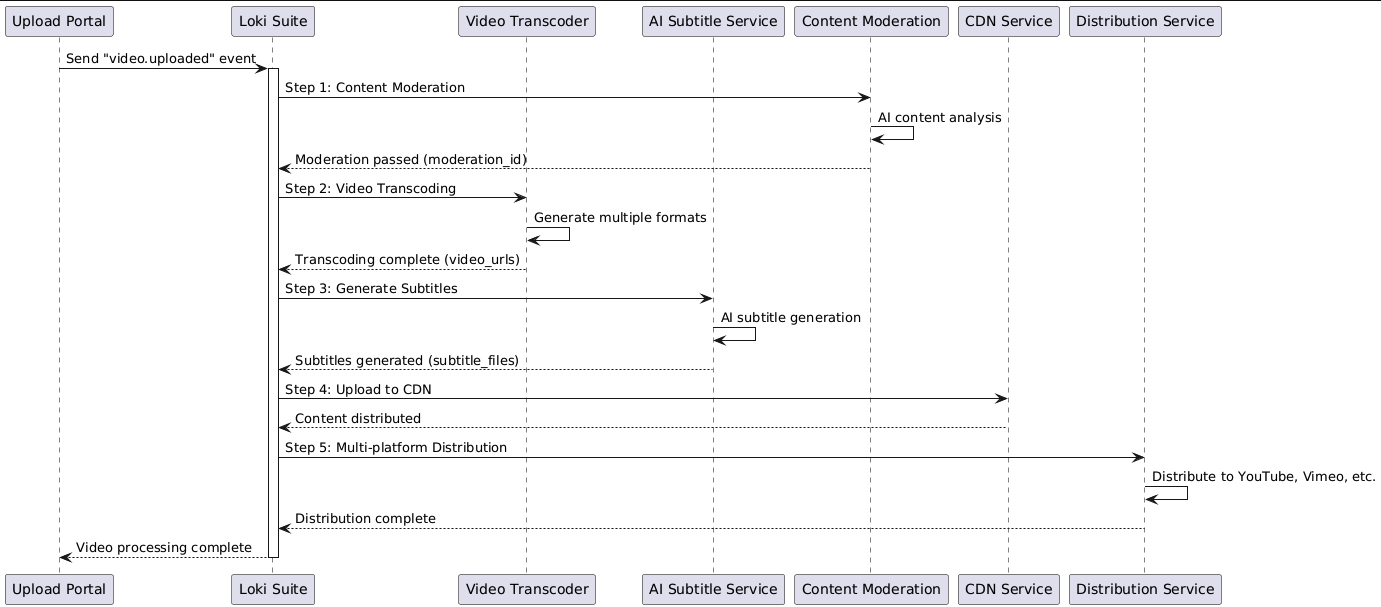 Upload Portal
Loki Suite
Video Transcoder
AI Subtitle Service
Content Moderation
CDN Service
Distribution Service
Send "video.uploaded" event
Step 1: Content Moderation
AI content analysis
Moderation passed (moderation_id)
Step 2: Video Transcoding
Generate multiple formats
Transcoding complete (video_urls)
Step 3: Generate Subtitles
AI subtitle generation
Subtitles generated (subtitle_files)
Step 4: Upload to CDN
Content distributed
Step 5: Multi-platform Distribution
Distribute to YouTube, Vimeo, etc.
Distribution complete
Video processing complete
Upload Portal
Loki Suite
Video Transcoder
AI Subtitle Service
Content Moderation
CDN Service
Distribution Service